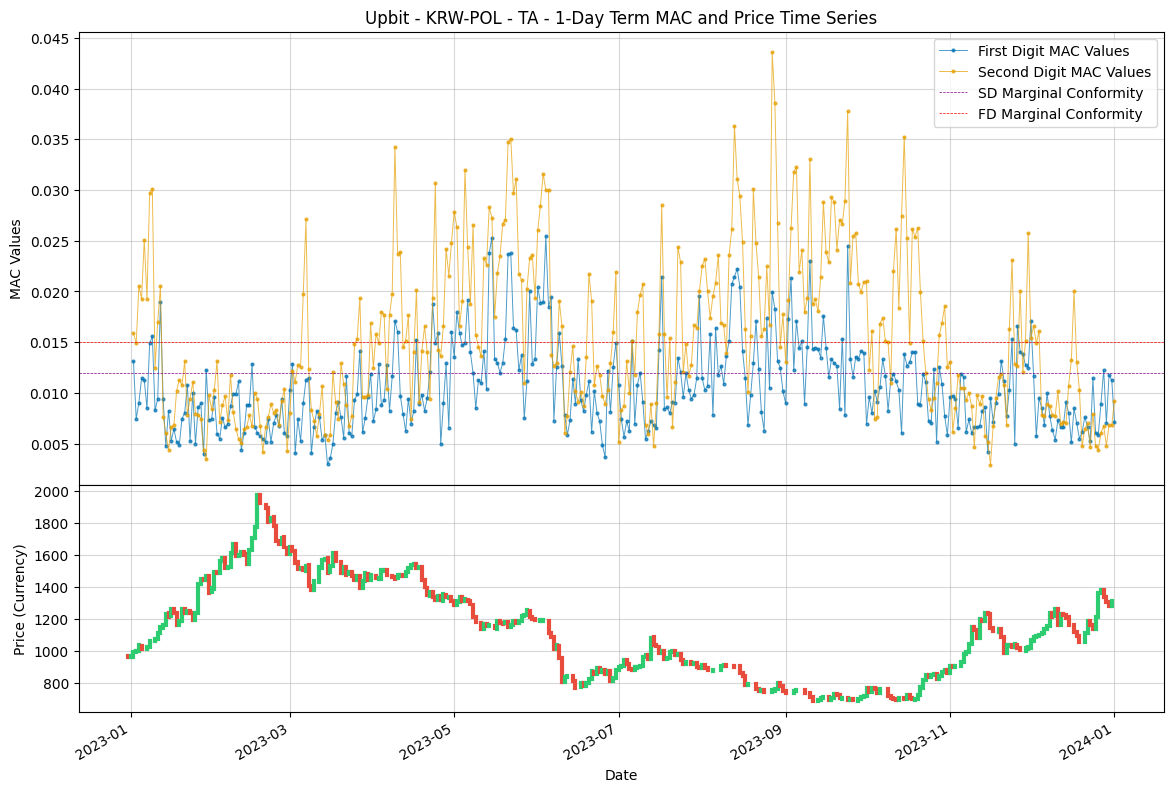 Upbit - KRW-POL - TA - 1-Day Term MAC and Price Time Series
MAC Values
0.045
0.040
0.035
0.030
0.025
0.020
0.015
0.010
0.005
First Digit MAC Values
Second Digit MAC Values
SD Marginal Conformity
FD Marginal Conformity
Price (Currency)
2000
1800
1600
1400
1200
1000
800
2023-01
2023-03
2023-05
2023-07
2023-09
2023-11
2024-01
Date